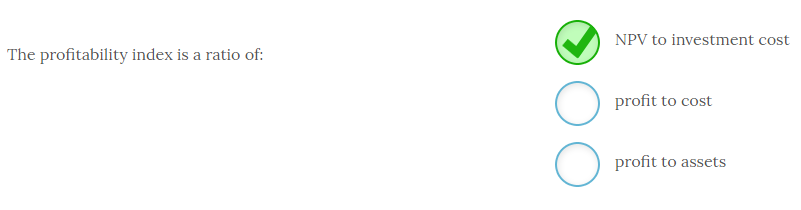 The profitability index is a ratio of:
NPV to investment cost
profit to cost
profit to assets